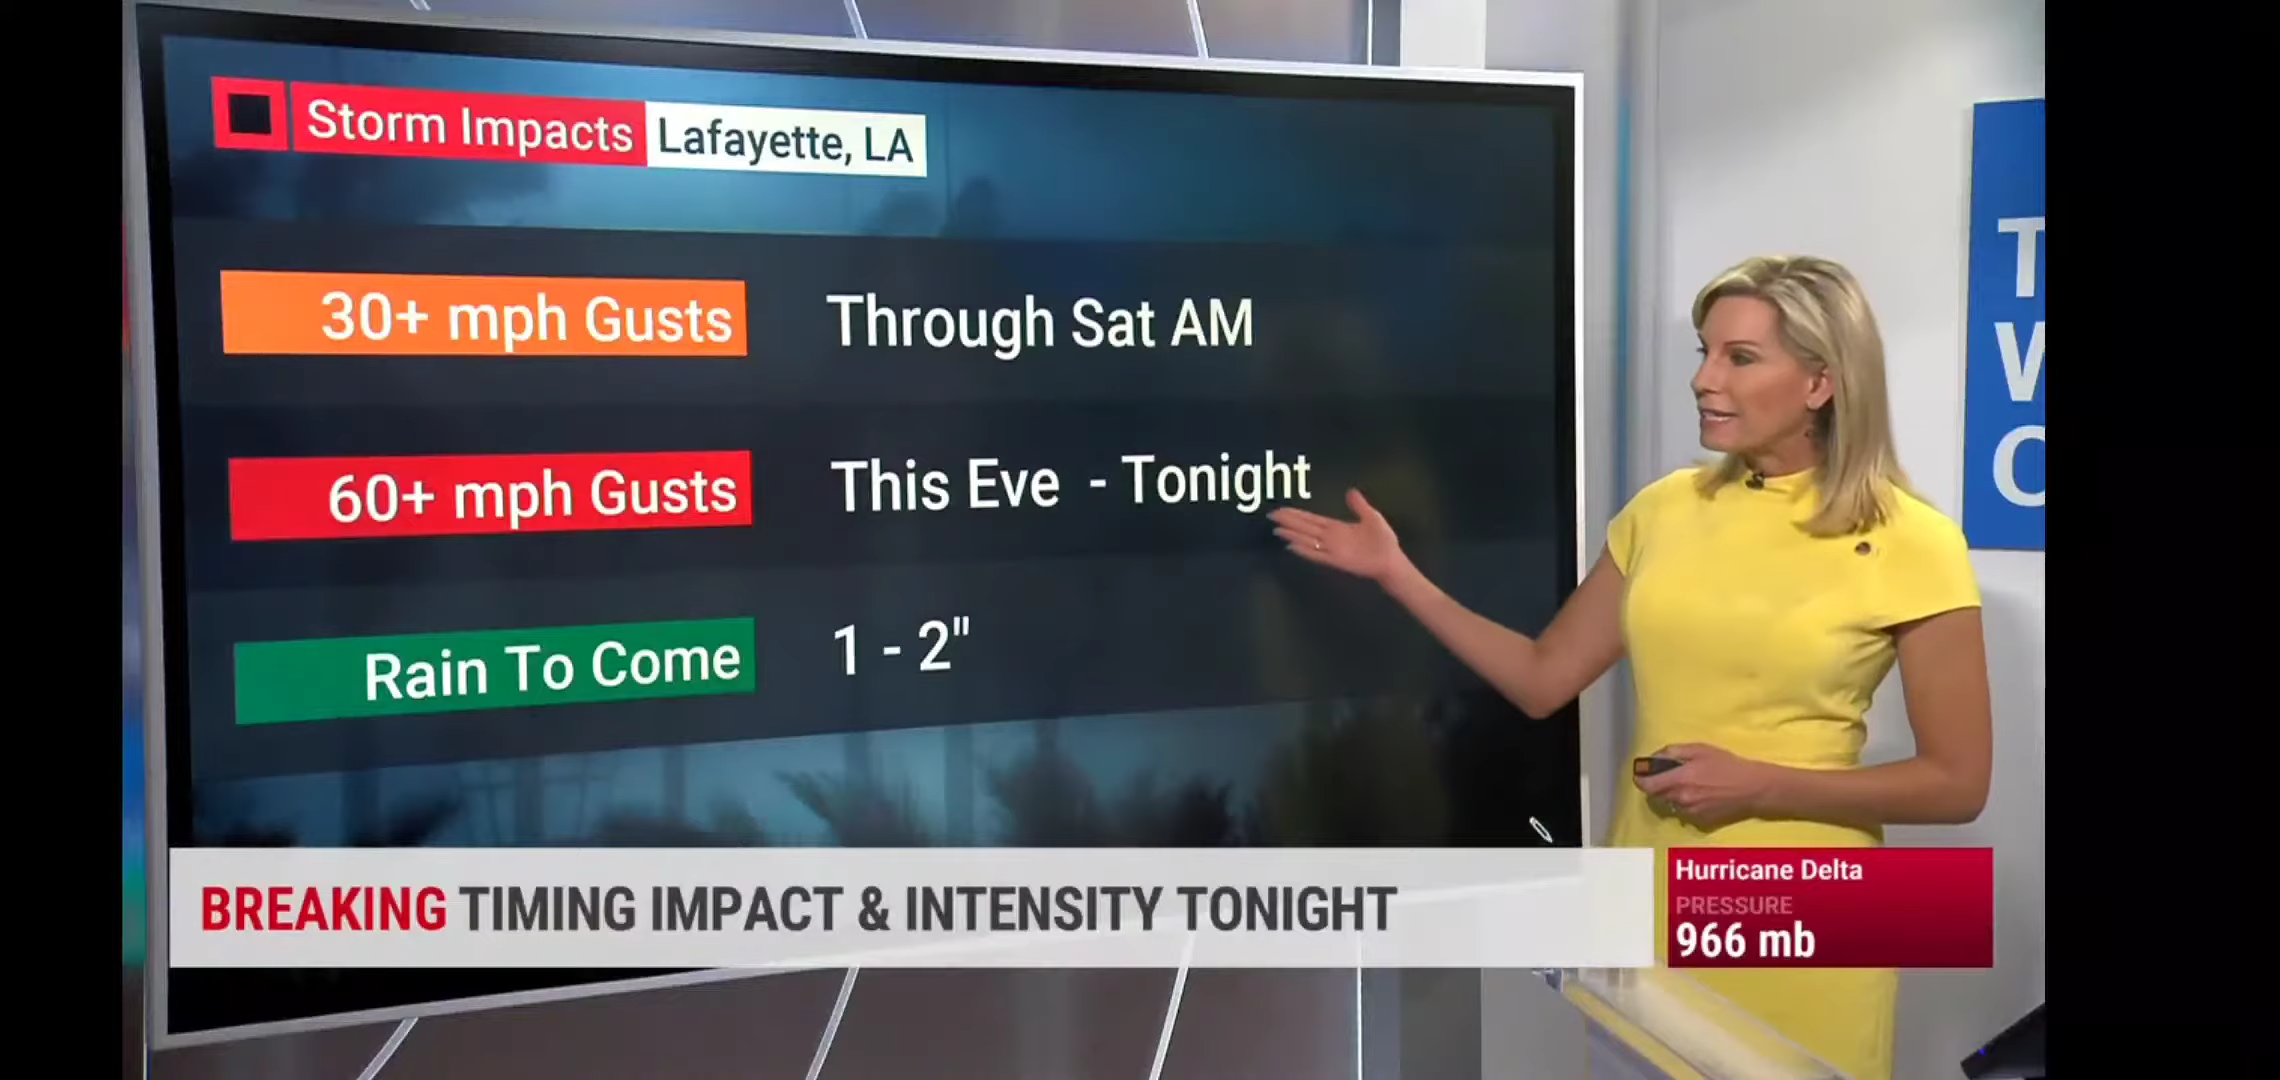 Storm Impacts Lafayette, LA
30+ mph Gusts Through Sat AM
60+ mph Gusts This Eve - Tonight
Rain To Come 1 - 2"
T
W
C
BREAKING TIMING IMPACT & INTENSITY TONIGHT
Hurricane Delta
PRESSURE
966 mb